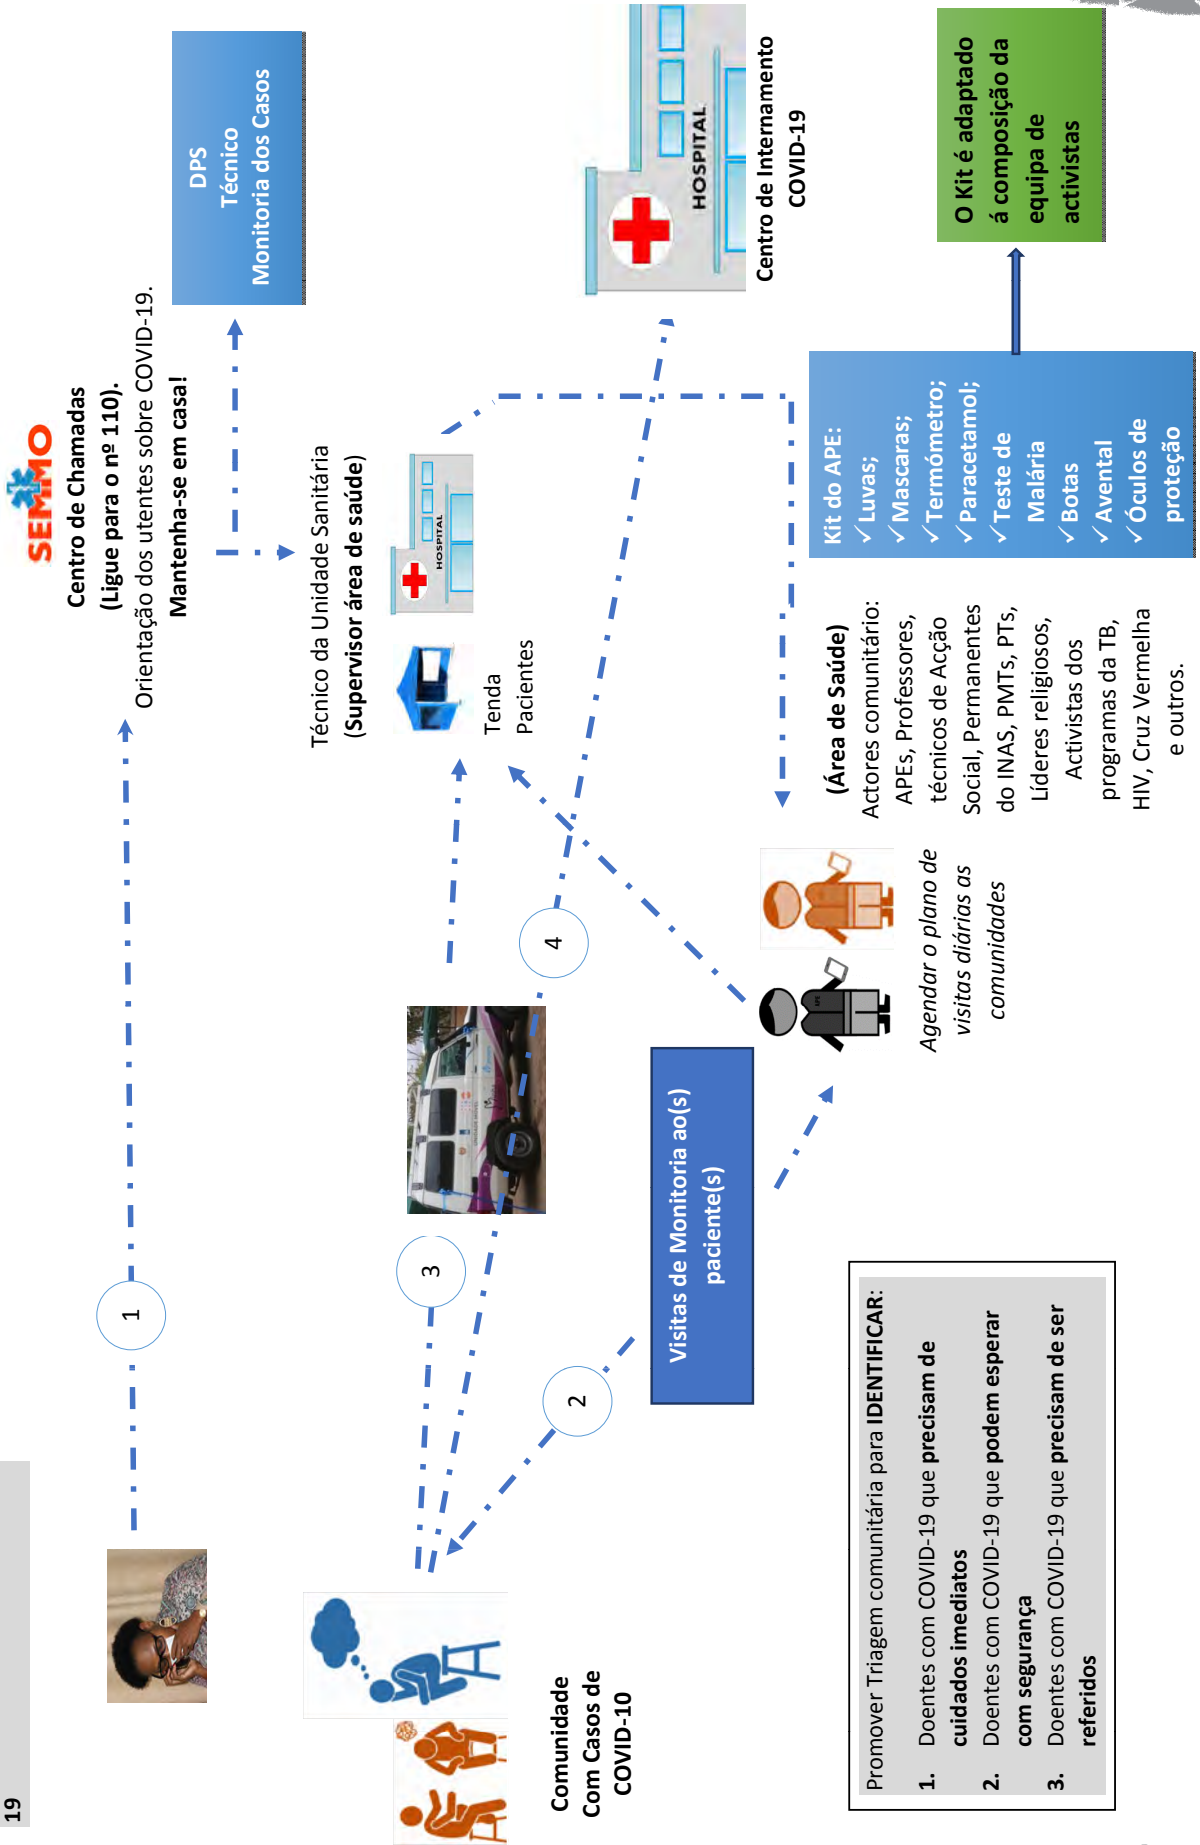 19
SEMMO
Centro de Chamadas
(Ligue para o nº 110).
Orientação dos utentes sobre COVID-19.
Mantenha-se em casa!
DPS
Técnico
Monitoria dos Casos
1
Técnico da Unidade Sanitária
(Supervisor área de saúde)
HOSPITAL
Tenda
Pacientes
3
4
HOSPITAL
Centro de Internamento
COVID-19
Comunidade
Com Casos de
COVID-10
2
Visitas de Monitoria ao(s)
paciente(s)
APE
Agendar o plano de
visitas diárias as
comunidades
(Área de Saúde)
Actores comunitário:
APEs, Professores,
técnicos de Acção
Social, Permanentes
do INAS, PMTs, PTs,
Líderes religiosos,
Activistas dos
programas da TB,
HIV, Cruz Vermelha
e outros.
Kit do APE:
✓ Luvas;
✓ Mascaras;
✓ Termómetro;
✓ Paracetamol;
✓ Teste de
Malária
✓ Botas
✓ Avental
✓ Óculos de
proteção
O Kit é adaptado
á composição da
equipa de
activistas
Promover Triagem comunitária para IDENTIFICAR:
1. Doentes com COVID-19 que precisam de
cuidados imediatos
2. Doentes com COVID-19 que podem esperar
com segurança
3. Doentes com COVID-19 que precisam de ser
referidos